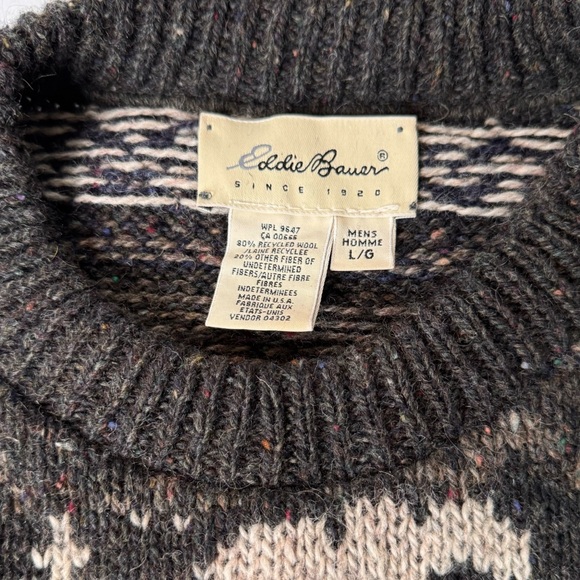 Eddie Bauer®
SINCE 1920
WPL 9647
CA 00665
80% RECYCLED WOOL
/LAINE RECYCLEE
20% OTHER FIBER OF
UNDETERMINED
FIBERS/AUTRE FIBRE
FIBRES
INDETERMINEES
MADE IN U.S.A.
FABRIQUE AUX
ETATS-UNIS
VENDOR 04302
MENS
HOMME
L/G